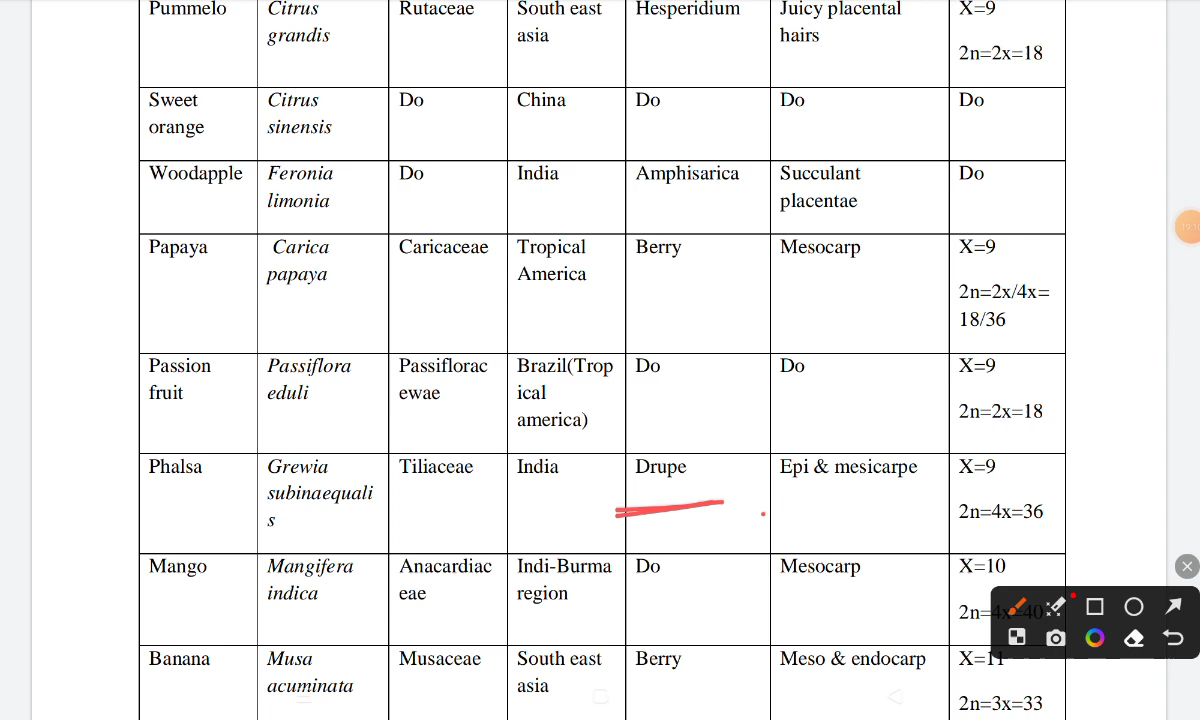 Pummelo Citrus grandis Rutaceae South east asia Hesperidium Juicy placental hairs X=9
2n=2x=18
Sweet orange Citrus sinensis Do China Do Do Do
Woodapple Feronia limonia Do India Amphisarica Succulant placentae Do
Papaya Carica papaya Caricaceae Tropical America Berry Mesocarp X=9
2n=2x/4x=
18/36
Passion fruit Passiflora eduli Passiflorac ewae Brazil(Trop ical america) Do Do X=9
2n=2x=18
Phalsa Grewia subinaequali s Tiliaceae India Drupe Epi & mesicarpe X=9
2n=4x=36
Mango Mangifera indica Anacardiac eae Indi-Burma region Do Mesocarp X=10
2n=4x=40
Banana Musa acuminata Musaceae South east asia Berry Meso & endocarp X=11
2n=3x=33